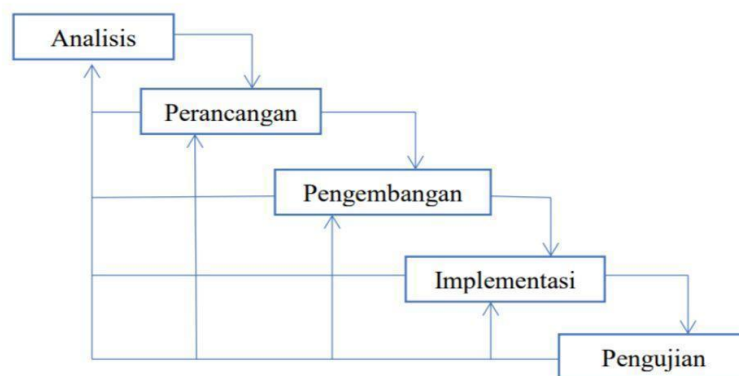 Analisis
Perancangan
Pengembangan
Implementasi
Pengujian